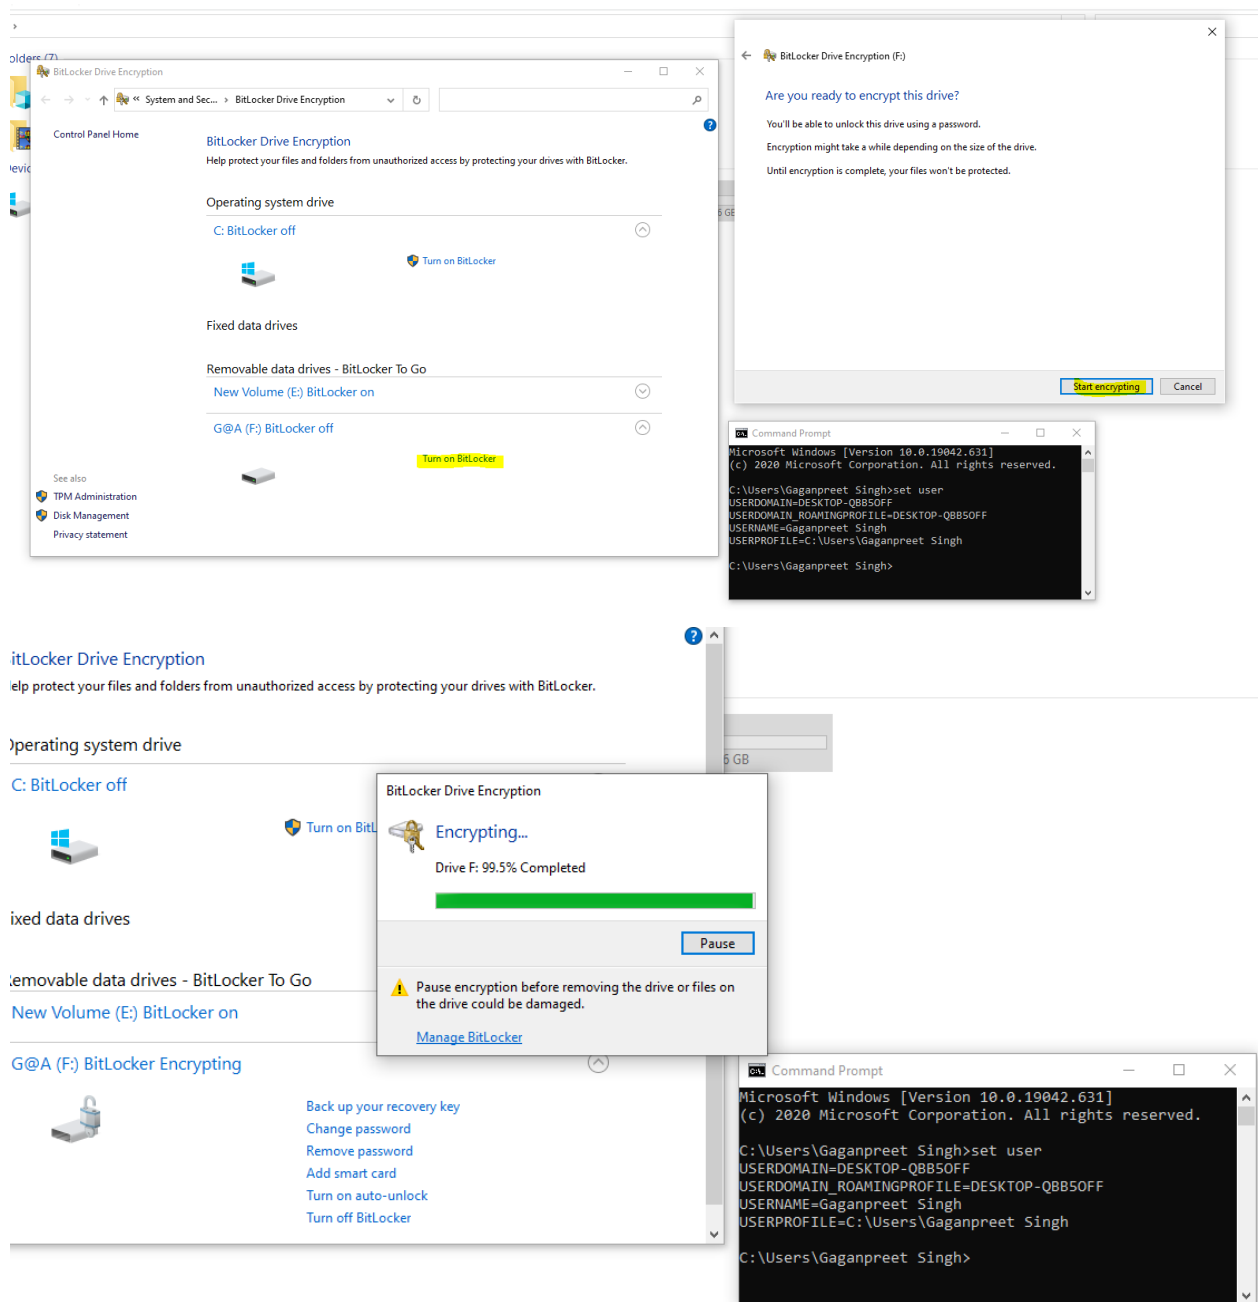 olders (7)
BitLocker Drive Encryption
« System and Sec... › BitLocker Drive Encryption
Control Panel Home
BitLocker Drive Encryption
Help protect your files and folders from unauthorized access by protecting your drives with BitLocker.
Operating system drive
C: BitLocker off
Turn on BitLocker
Fixed data drives
Removable data drives - BitLocker To Go
New Volume (E:) BitLocker on
G@A (F:) BitLocker off
Turn on BitLocker
See also
TPM Administration
Disk Management
Privacy statement
BitLocker Drive Encryption (F:)
Are you ready to encrypt this drive?
You'll be able to unlock this drive using a password.
Encryption might take a while depending on the size of the drive.
Until encryption is complete, your files won't be protected.
Start encrypting
Cancel
Command Prompt
Microsoft Windows [Version 10.0.19042.631]
(c) 2020 Microsoft Corporation. All rights reserved.
C:\Users\Gaganpreet Singh>set user
USERDOMAIN=DESKTOP-QBB5OFF
USERDOMAIN_ROAMINGPROFILE=DESKTOP-QBB5OFF
USERNAME=Gaganpreet Singh
USERPROFILE=C:\Users\Gaganpreet Singh
C:\Users\Gaganpreet Singh>
itLocker Drive Encryption
elp protect your files and folders from unauthorized access by protecting your drives with BitLocker.
Operating system drive
C: BitLocker off
Turn on BitL
ixed data drives
Removable data drives - BitLocker To Go
New Volume (E:) BitLocker on
G@A (F:) BitLocker Encrypting
Back up your recovery key
Change password
Remove password
Add smart card
Turn on auto-unlock
Turn off BitLocker
6 GB
BitLocker Drive Encryption
Encrypting...
Drive F: 99.5% Completed
Pause
Pause encryption before removing the drive or files on
the drive could be damaged.
Manage BitLocker
Command Prompt
Microsoft Windows [Version 10.0.19042.631]
(c) 2020 Microsoft Corporation. All rights reserved.
C:\Users\Gaganpreet Singh>set user
USERDOMAIN=DESKTOP-QBB5OFF
USERDOMAIN_ROAMINGPROFILE=DESKTOP-QBB5OFF
USERNAME=Gaganpreet Singh
USERPROFILE=C:\Users\Gaganpreet Singh
C:\Users\Gaganpreet Singh>